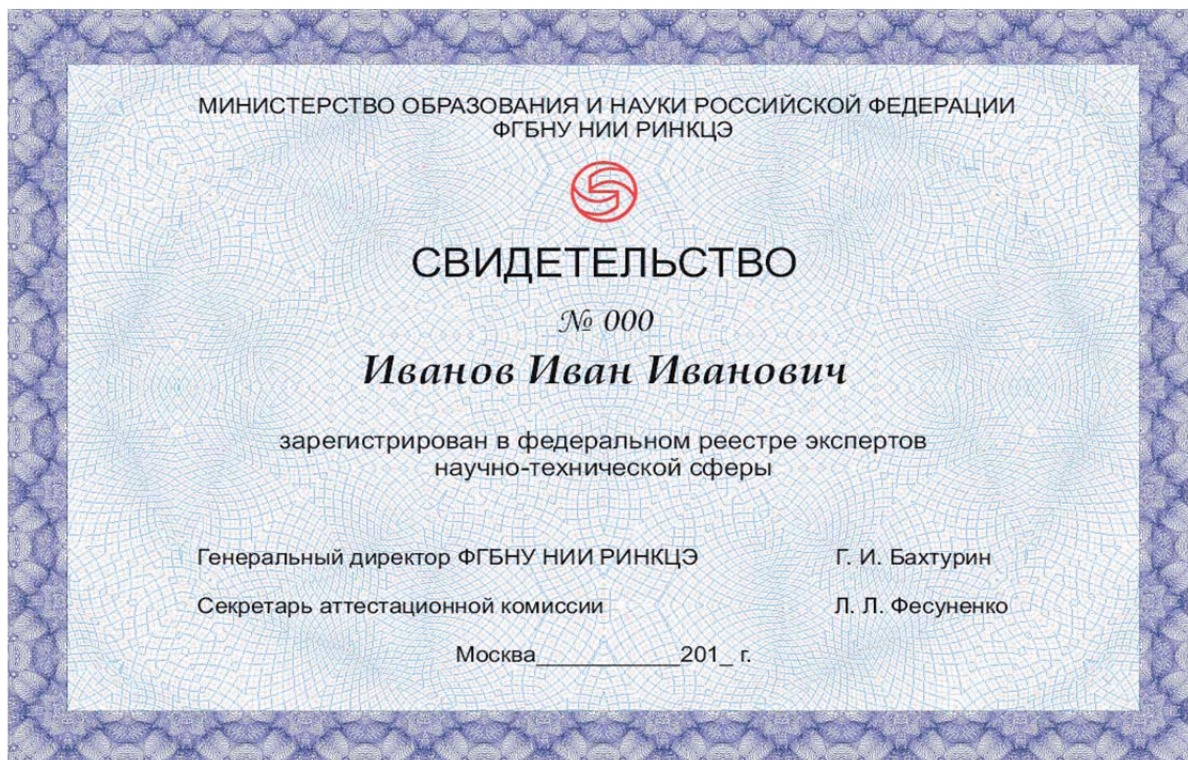 МИНИСТЕРСТВО ОБРАЗОВАНИЯ И НАУКИ РОССИЙСКОЙ ФЕДЕРАЦИИ
ФГБНУ НИИ РИНКЦЭ
СВИДЕТЕЛЬСТВО
№ 000
Иванов Иван Иванович
зарегистрирован в федеральном реестре экспертов
научно-технической сферы
Генеральный директор ФГБНУ НИИ РИНКЦЭ Г. И. Бахтурин
Секретарь аттестационной комиссии Л. Л. Фесуненко
Москва____________201_ г.